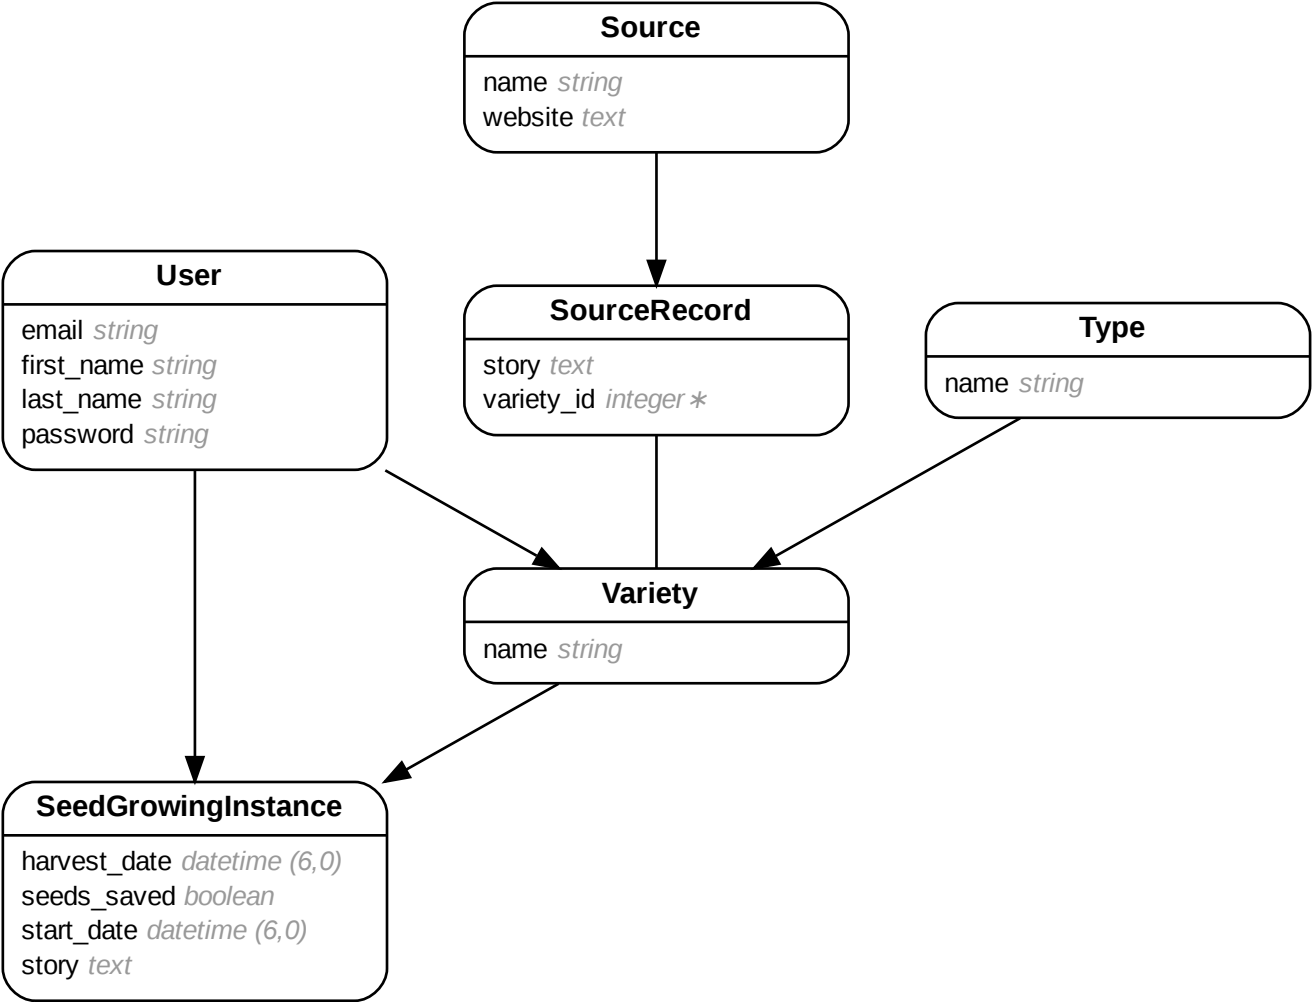 Source
name string
website text
User
email string
first_name string
last_name string
password string
SourceRecord
story text
variety_id integer∗
Type
name string
Variety
name string
SeedGrowingInstance
harvest_date datetime (6,0)
seeds_saved boolean
start_date datetime (6,0)
story text